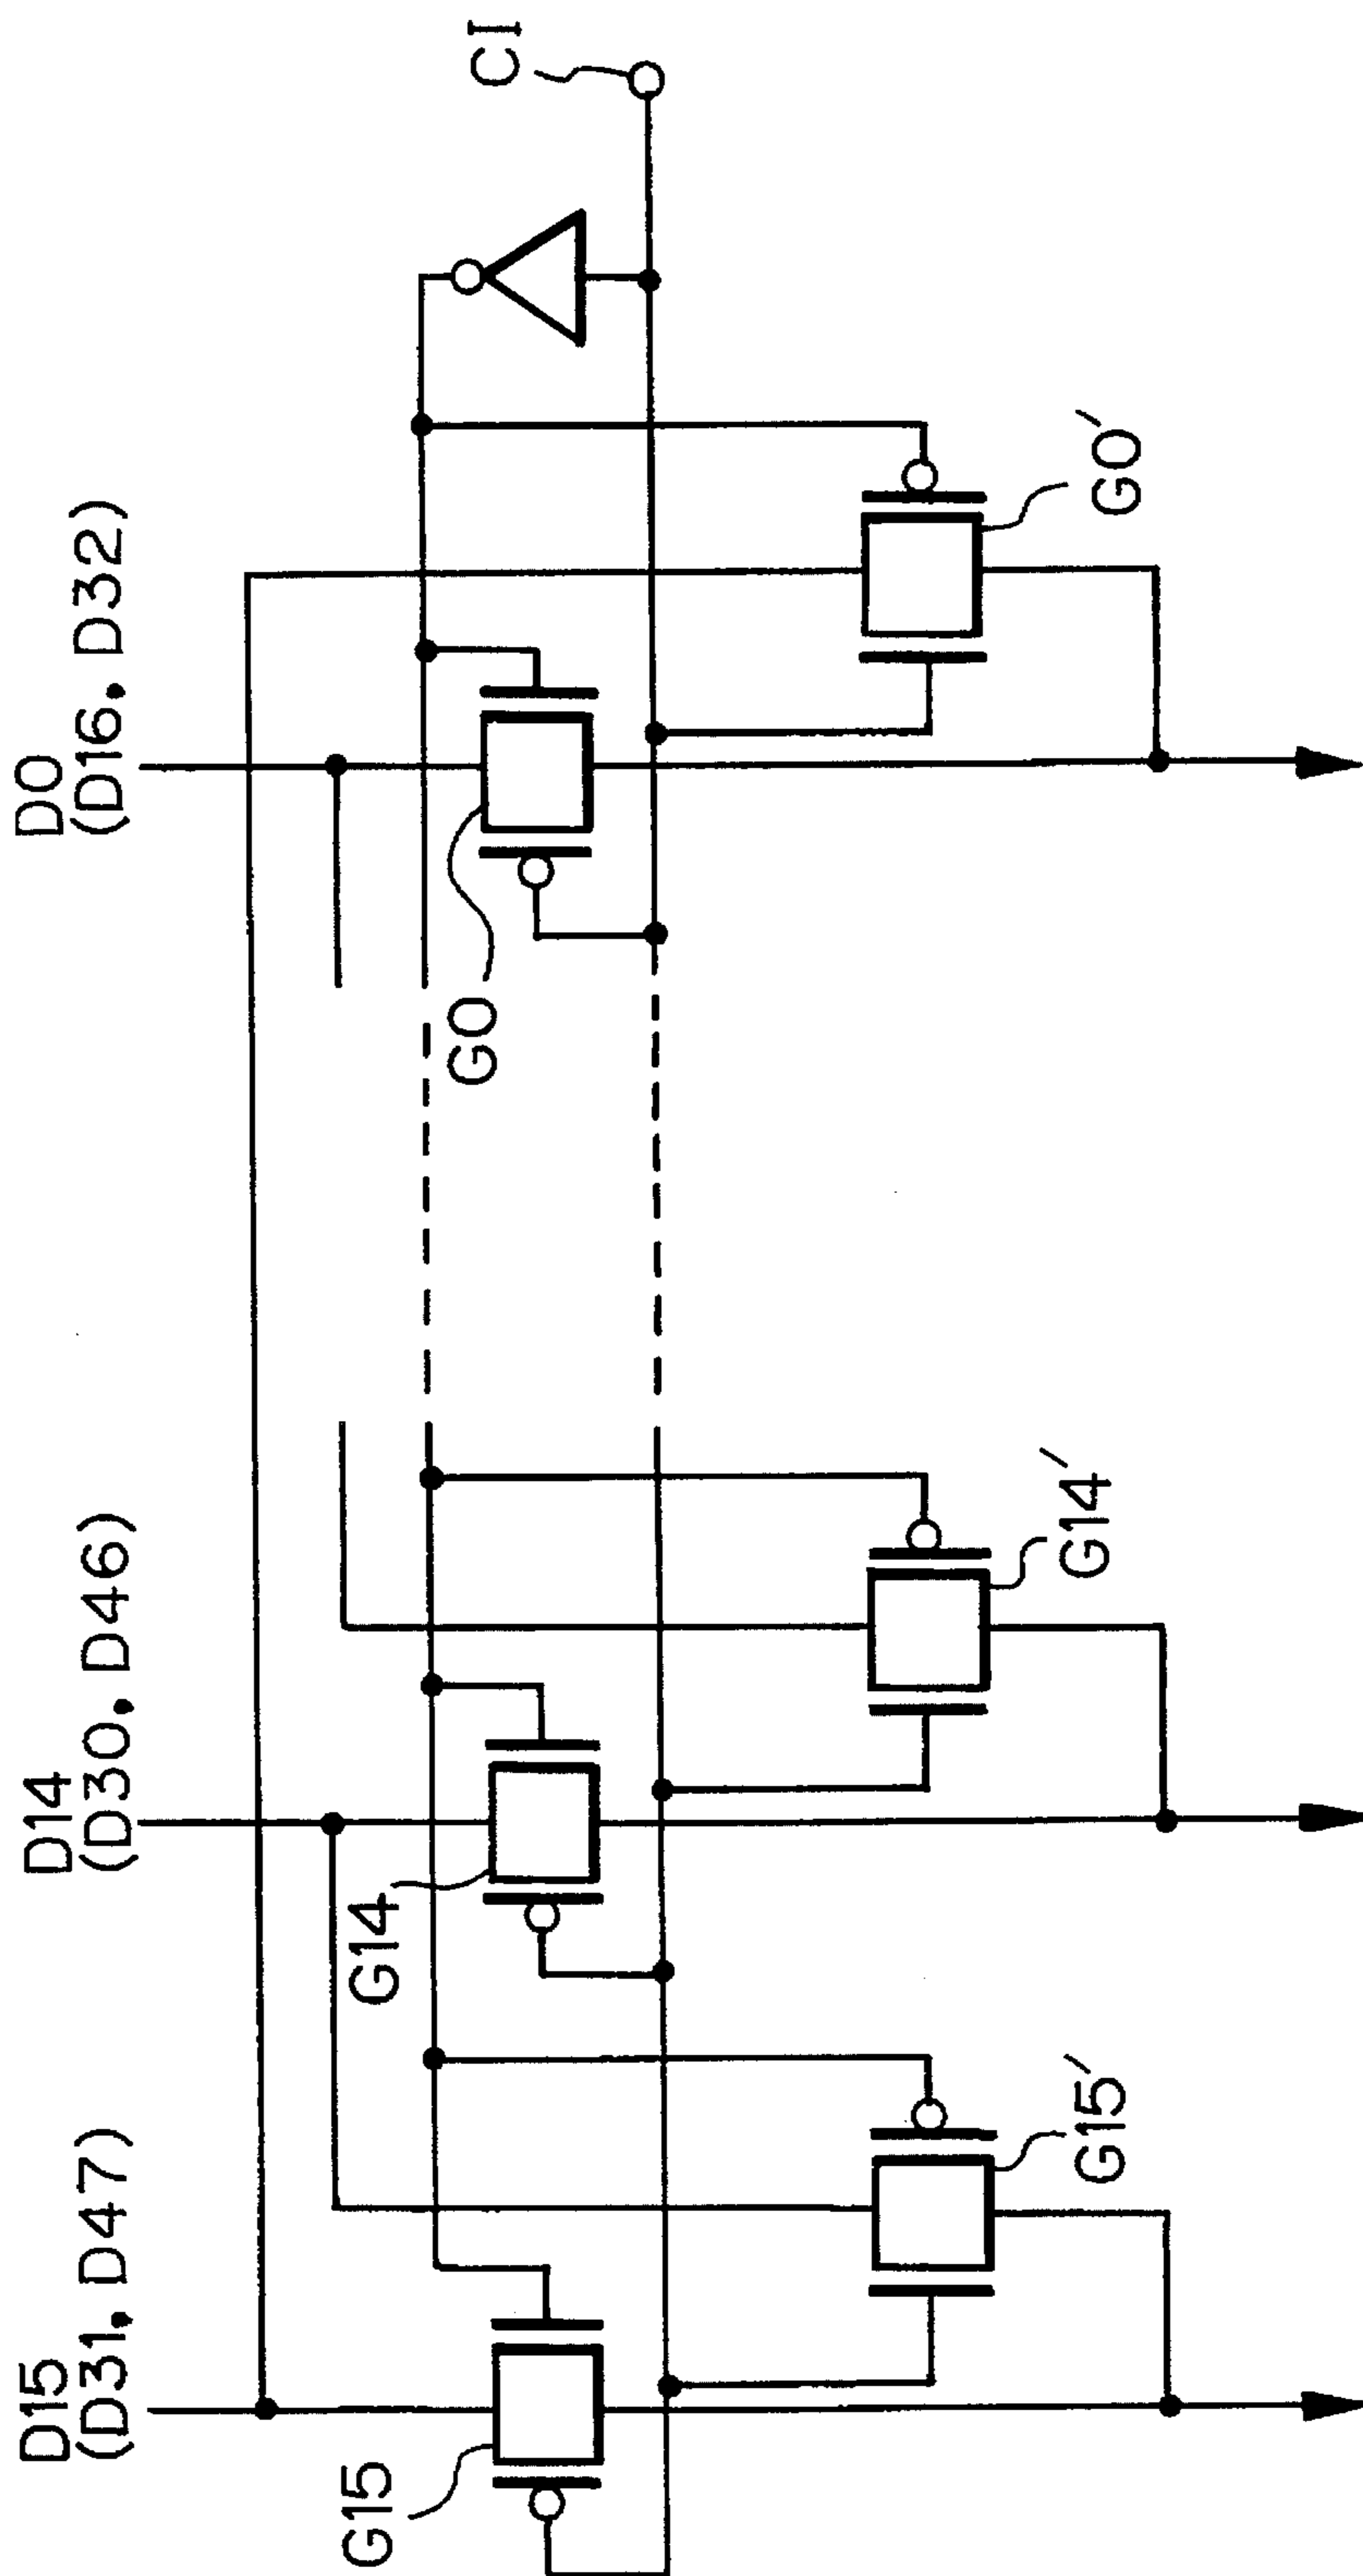 D15
(D31, D47)
D14
(D30, D46)
D0
(D16, D32)
G15
G14
G0
CI
G15'
G14'
G0'